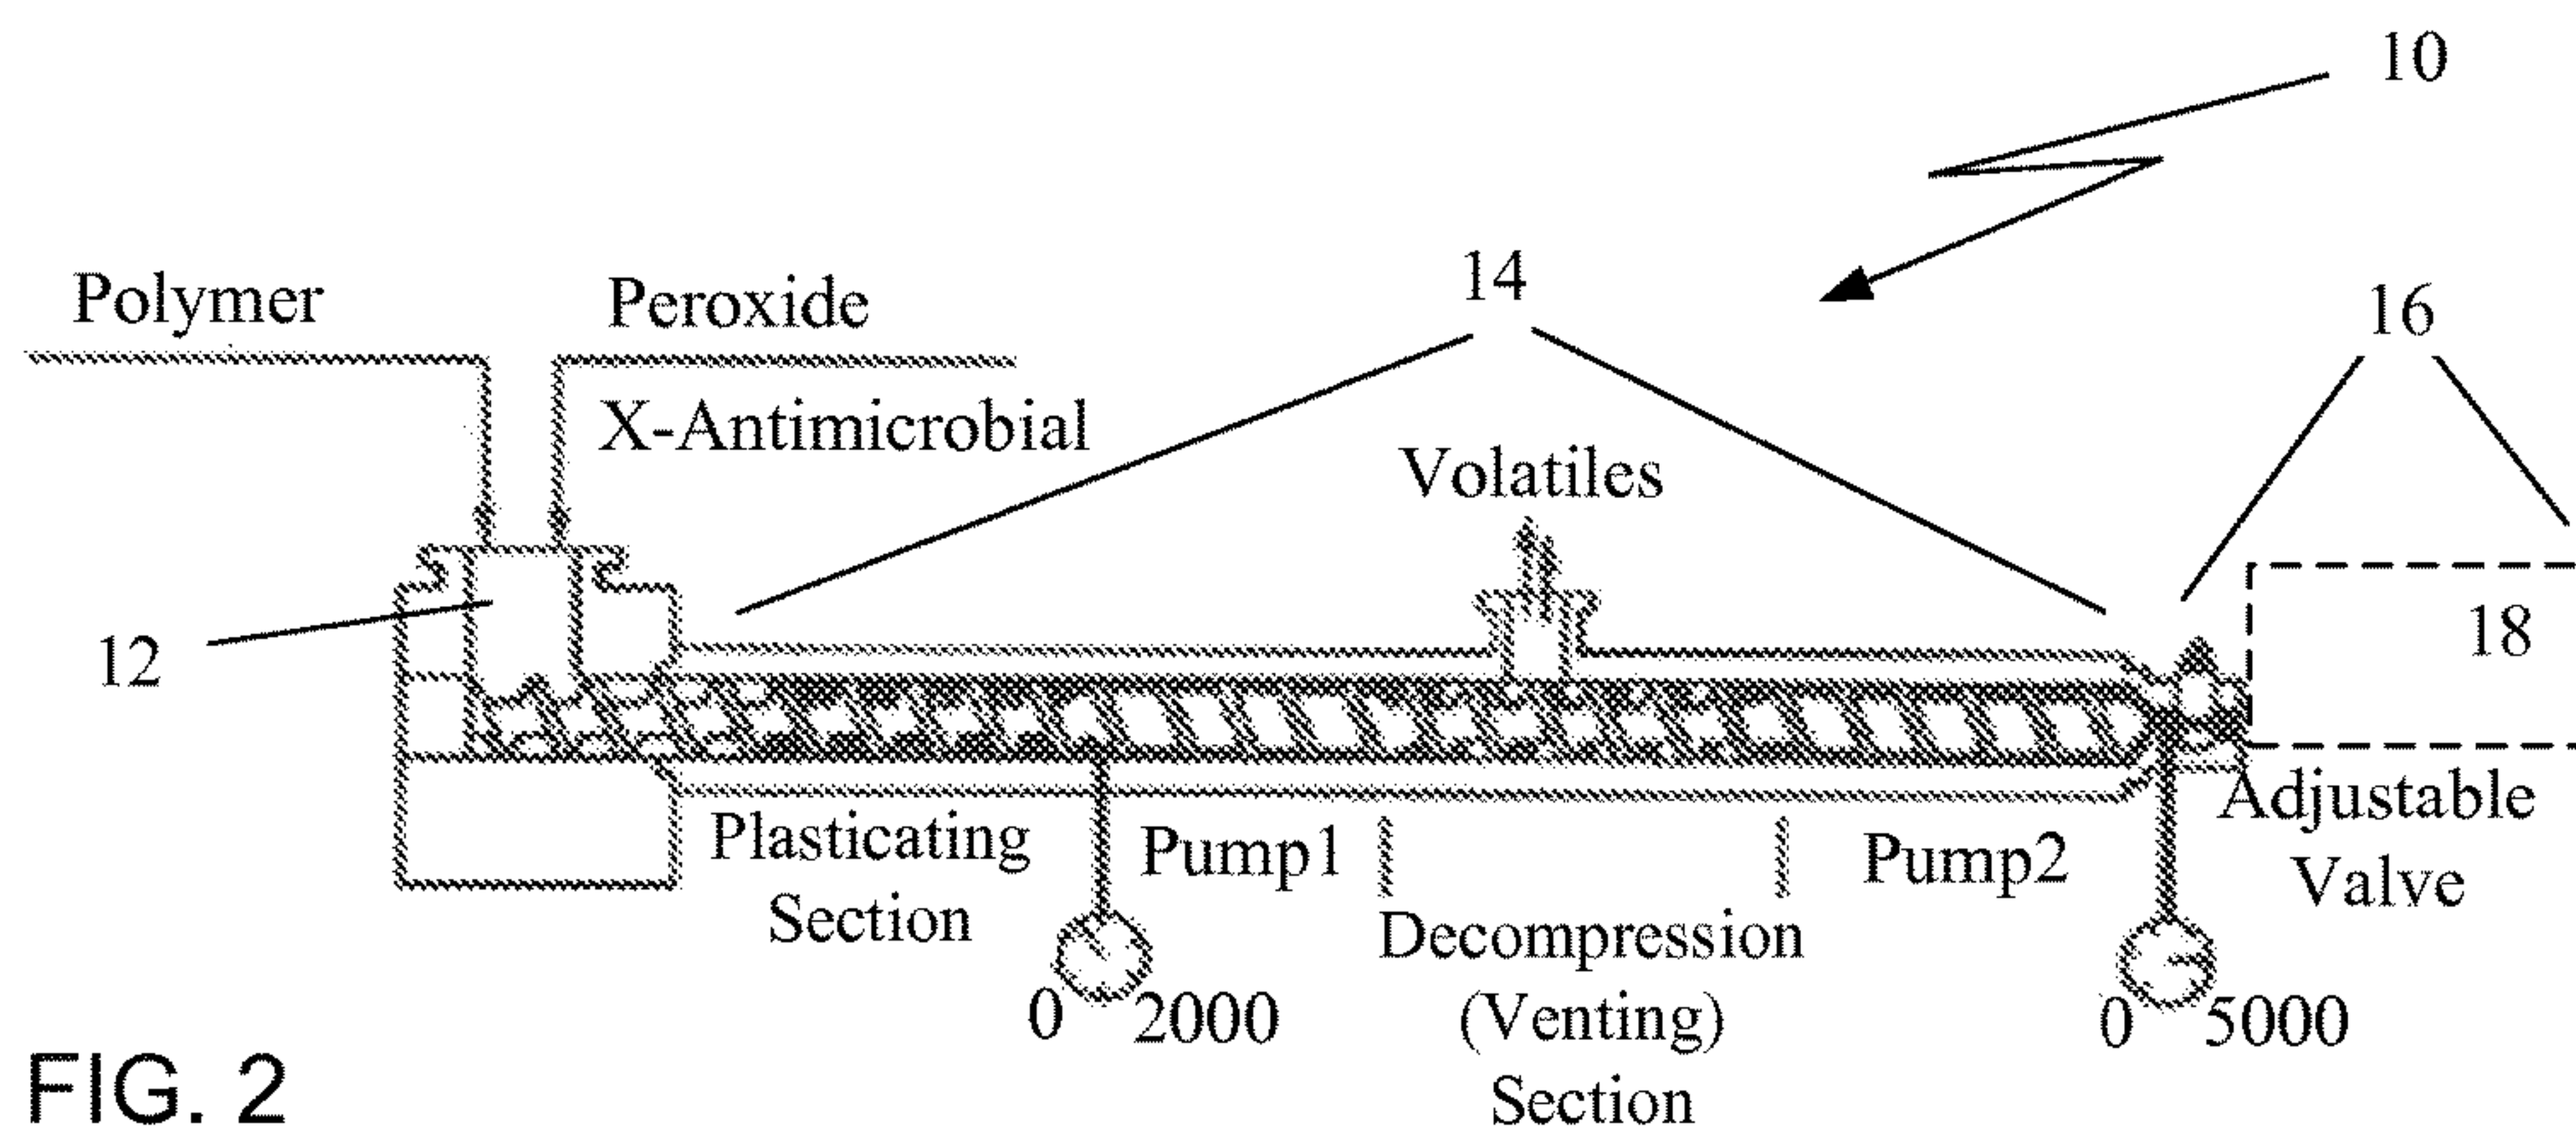 10
14
16
Polymer
Peroxide
X-Antimicrobial
Volatiles
12
18
Plasticating
Section
Pump1
Decompression
(Venting)
Section
Pump2
Adjustable
Valve
0 2000
0 5000
FIG. 2